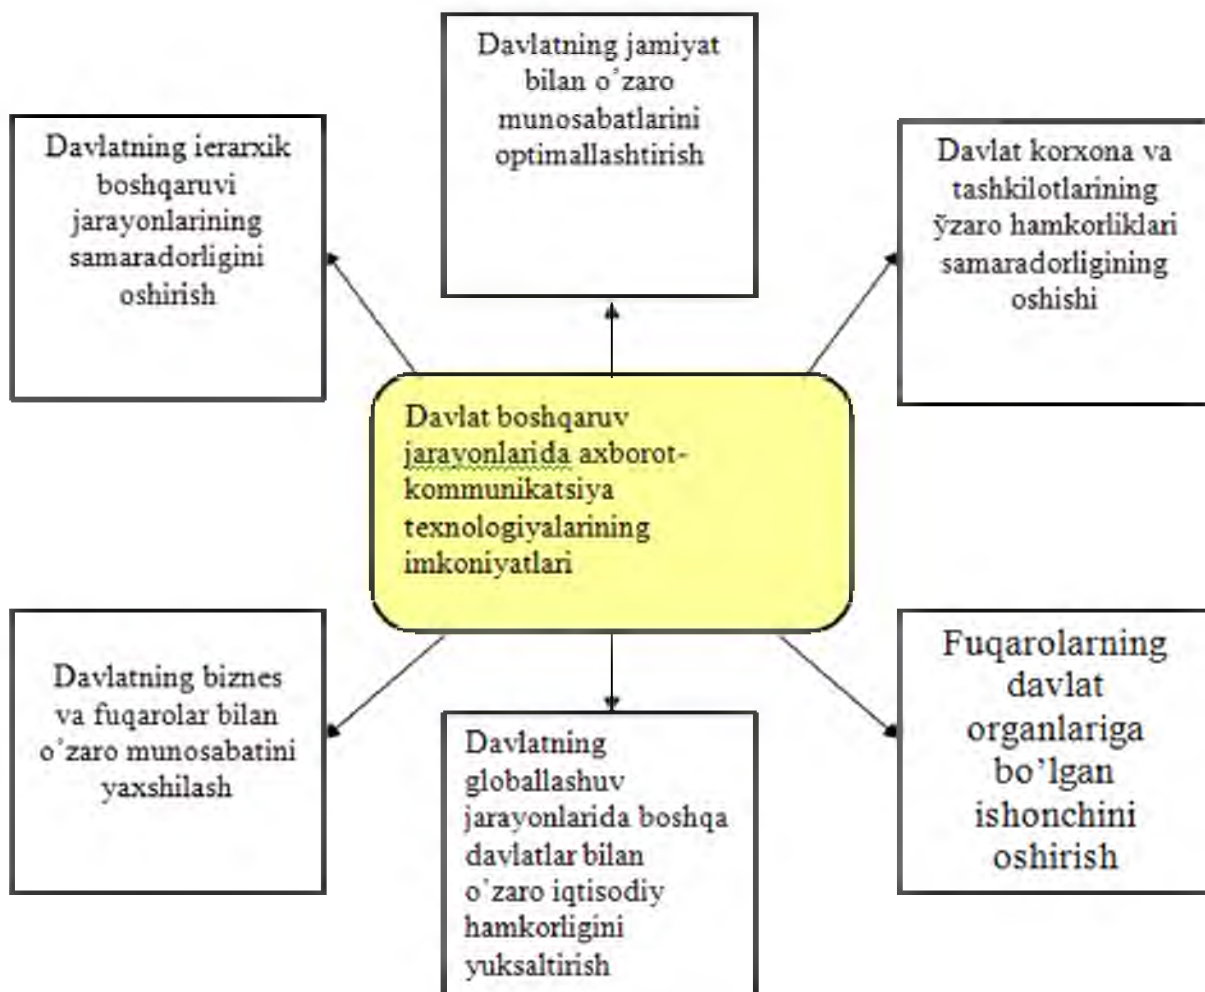 Davlatning jamiyat
bilan o’zaro
munosabatlarini
optimallashtirish
Davlatning ierarxik
boshqaruvi
jarayonlarining
samaradorligini
oshirish
Davlat korxona va
tashkilotlarining
ўzaro hamkorliklari
samaradorligining
oshishi
Davlat boshqaruv
jarayonlarida axborot-
kommunikatsiya
texnologiyalarining
imkoniyatlari
Davlatning biznes
va fuqarolar bilan
o’zaro munosabatini
yaxshilash
Davlatning
globallashuv
jarayonlarida boshqa
davlatlar bilan
o’zaro iqtisodiy
hamkorligini
yuksaltirish
Fuqarolarning
davlat
organlariga
bo’lgan
ishonchini
oshirish